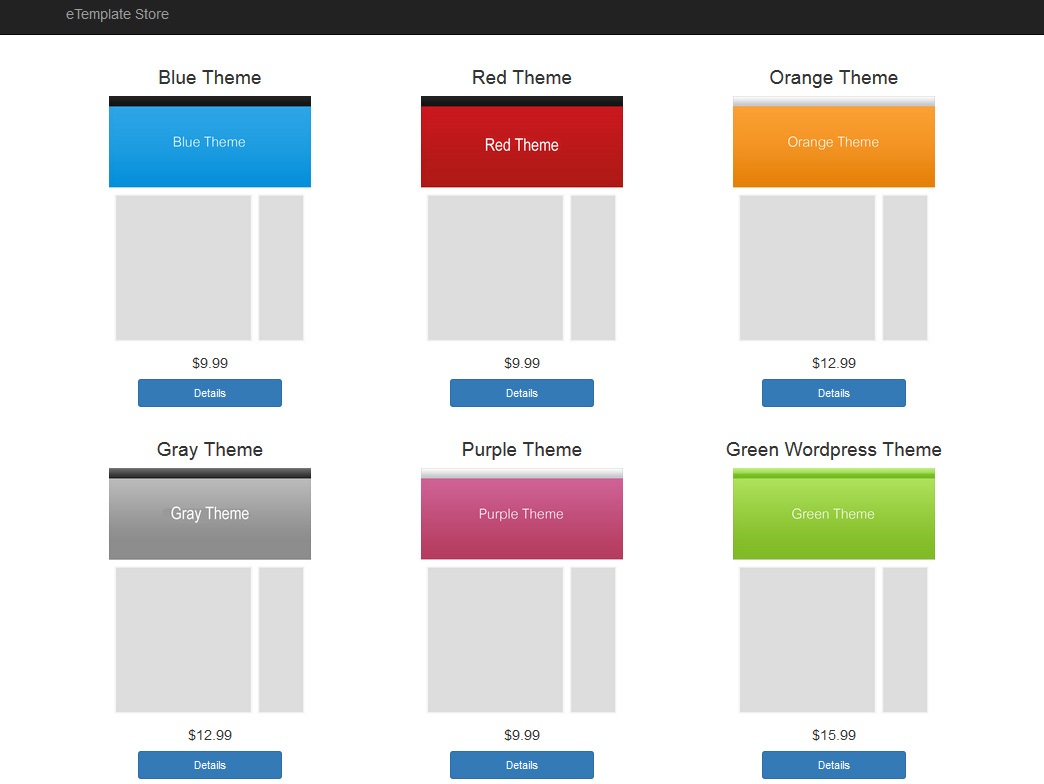 eTemplate Store
Blue Theme
Red Theme
Orange Theme
Blue Theme
Red Theme
Orange Theme
$9.99
$9.99
$12.99
Details
Details
Details
Gray Theme
Purple Theme
Green Wordpress Theme
Gray Theme
Purple Theme
Green Theme
$12.99
$9.99
$15.99
Details
Details
Details